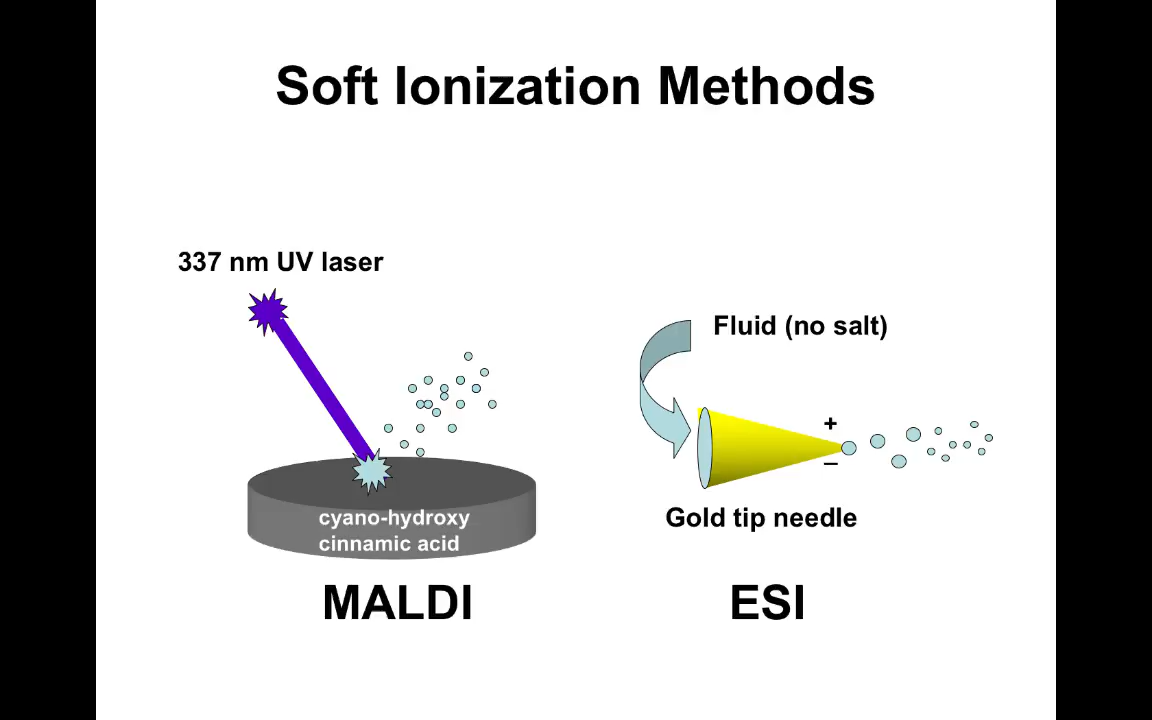 Soft Ionization Methods
337 nm UV laser
cyano-hydroxy
cinnamic acid
MALDI
Fluid (no salt)
+
–
Gold tip needle
ESI